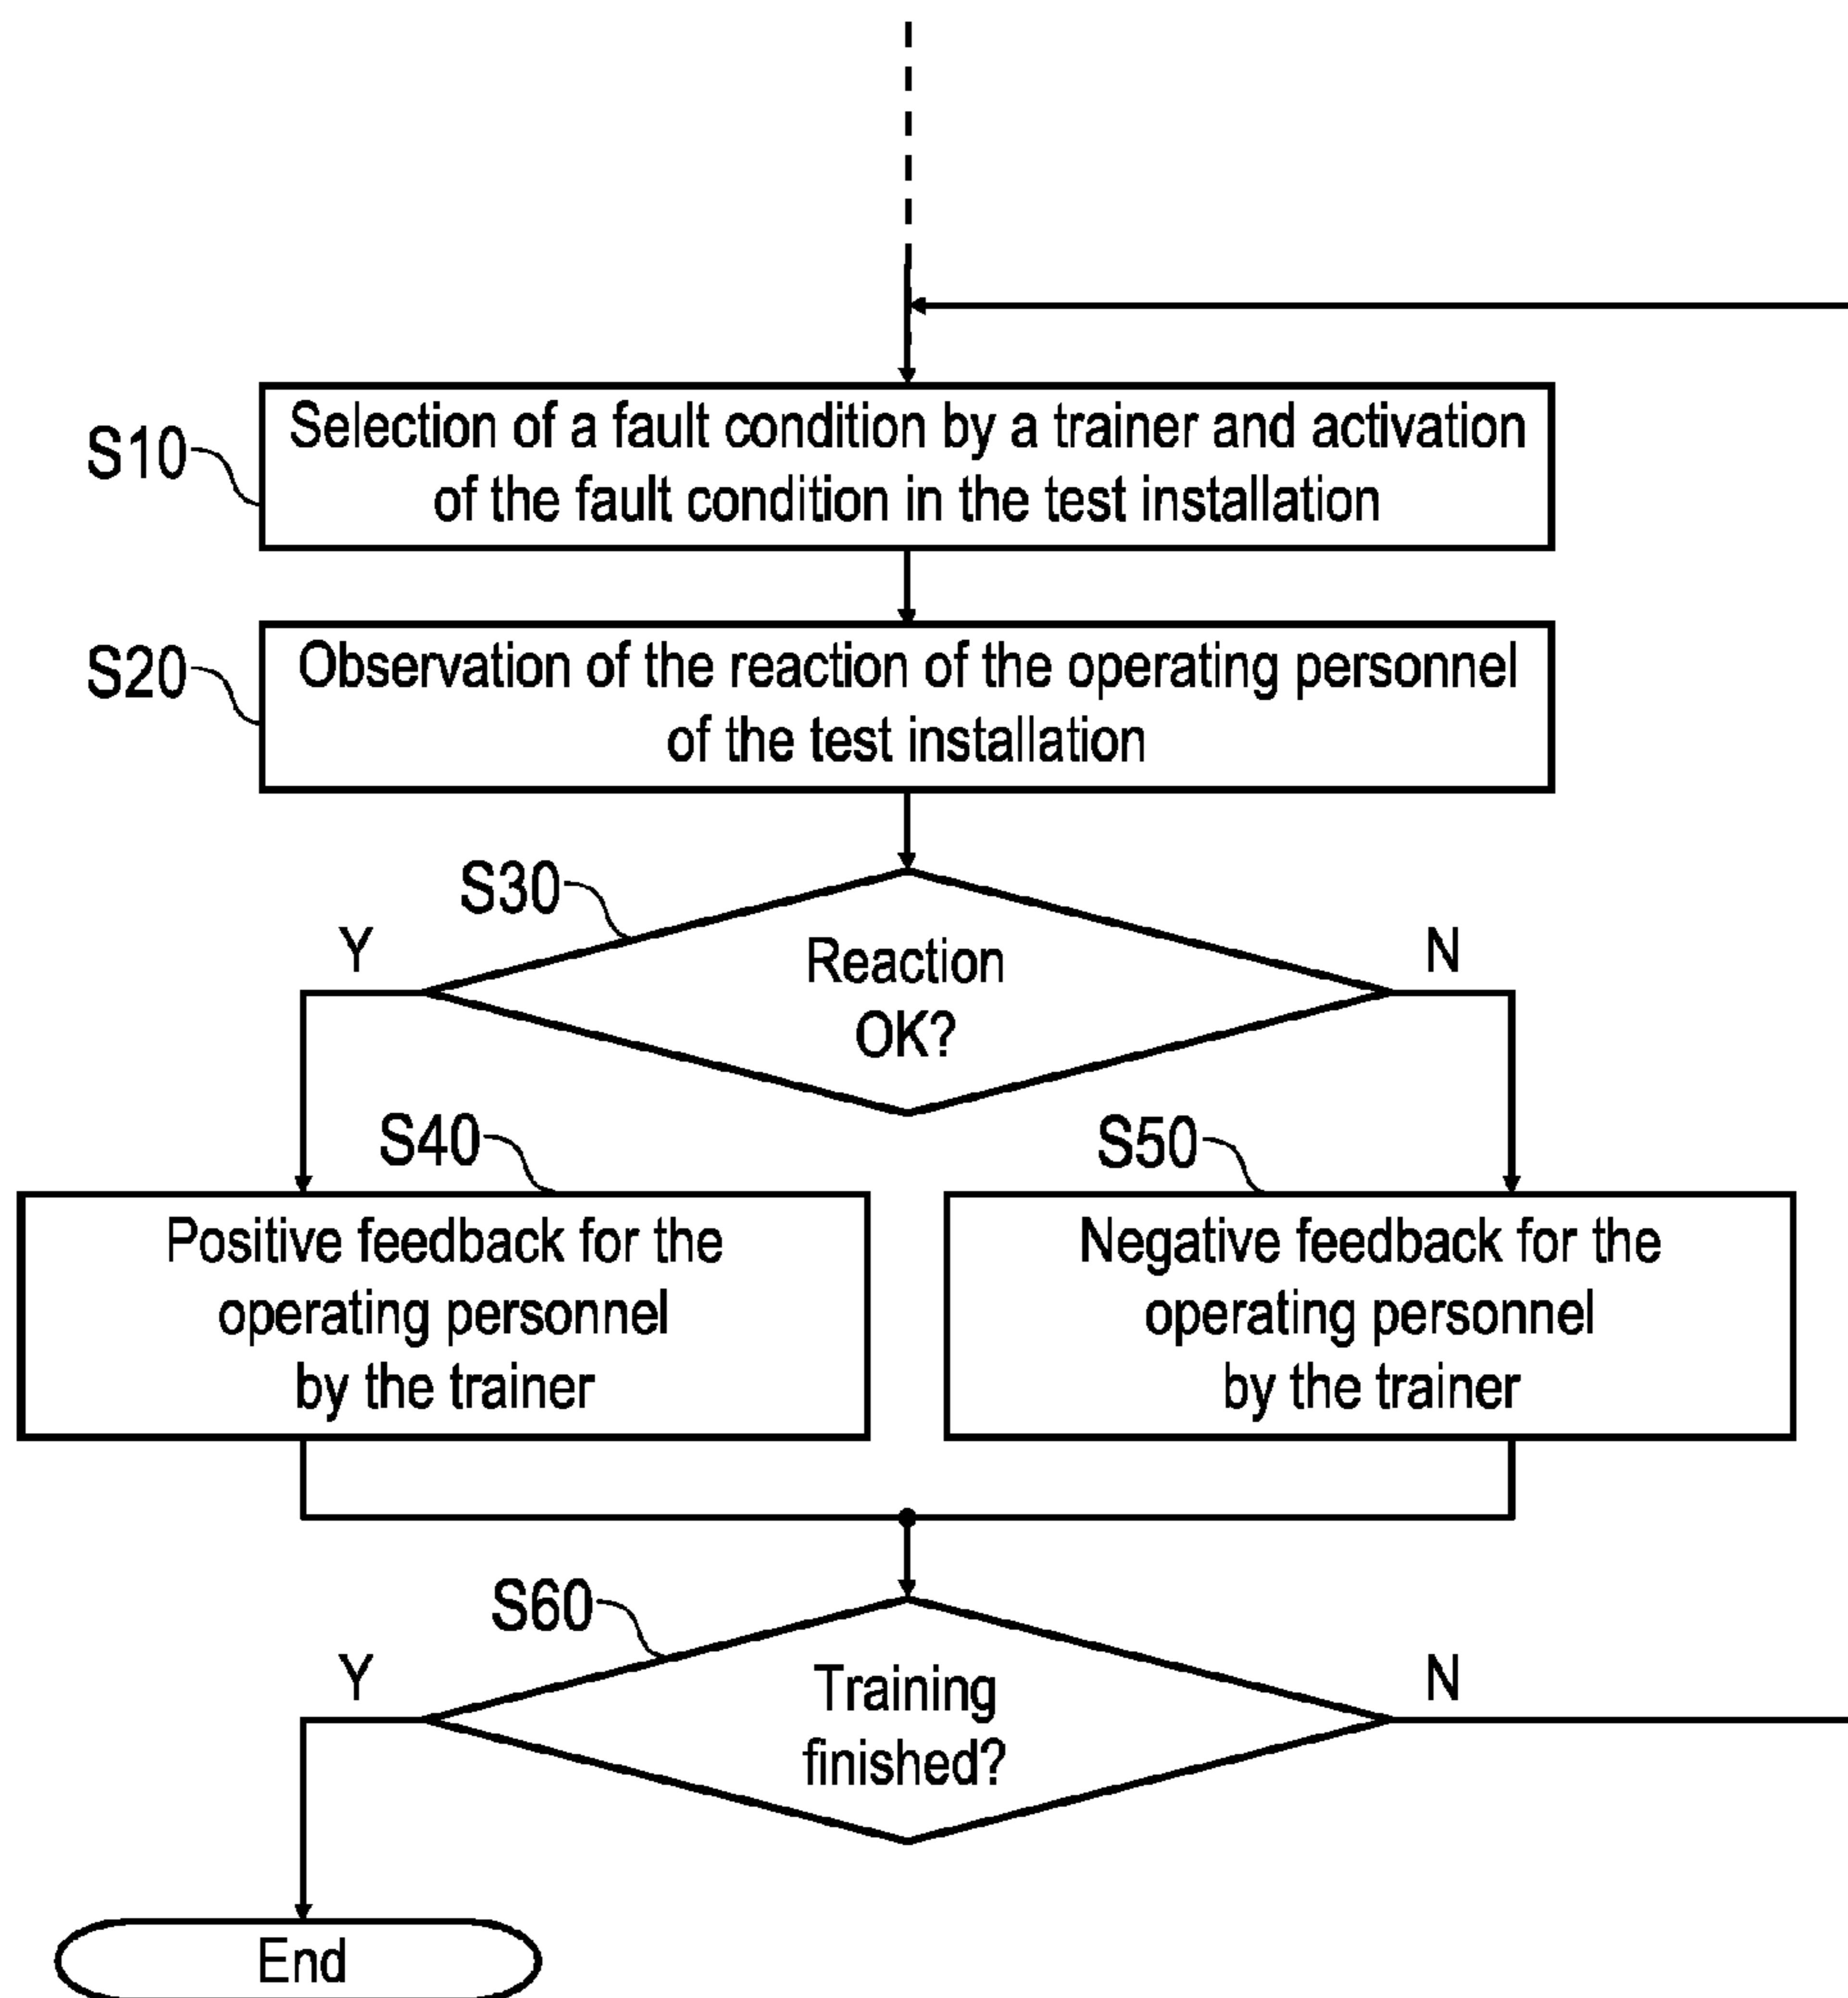 S10
Selection of a fault condition by a trainer and activation
of the fault condition in the test installation
S20
Observation of the reaction of the operating personnel
of the test installation
S30
Y
Reaction
OK?
N
S40
Positive feedback for the
operating personnel
by the trainer
S50
Negative feedback for the
operating personnel
by the trainer
S60
Y
Training
finished?
N
End